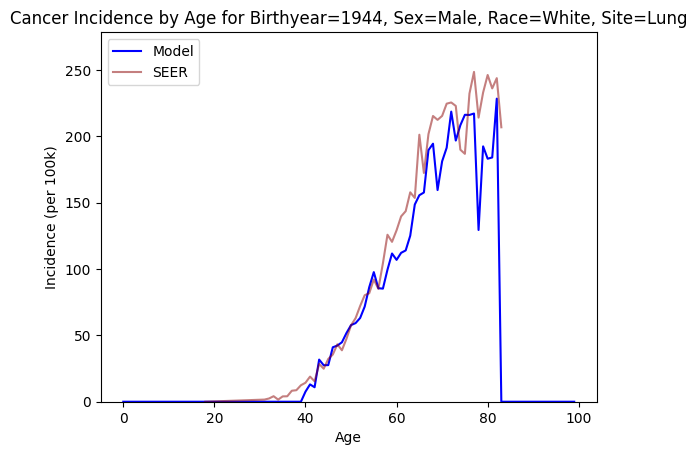 Cancer Incidence by Age for Birthyear=1944, Sex=Male, Race=White, Site=Lung
Model
SEER
250
200
150
100
50
0
Incidence (per 100k)
0 20 40 60 80 100
Age